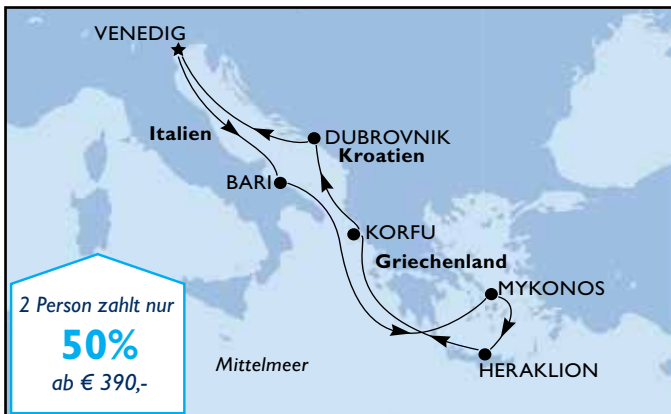 VENEDIG
Italien
DUBROVNIK
Kroatien
BARI
KORFU
Griechenland
MYKONOS
HERAKLION
Mittelmeer
2 Person zahlt nur
50%
ab € 390,-